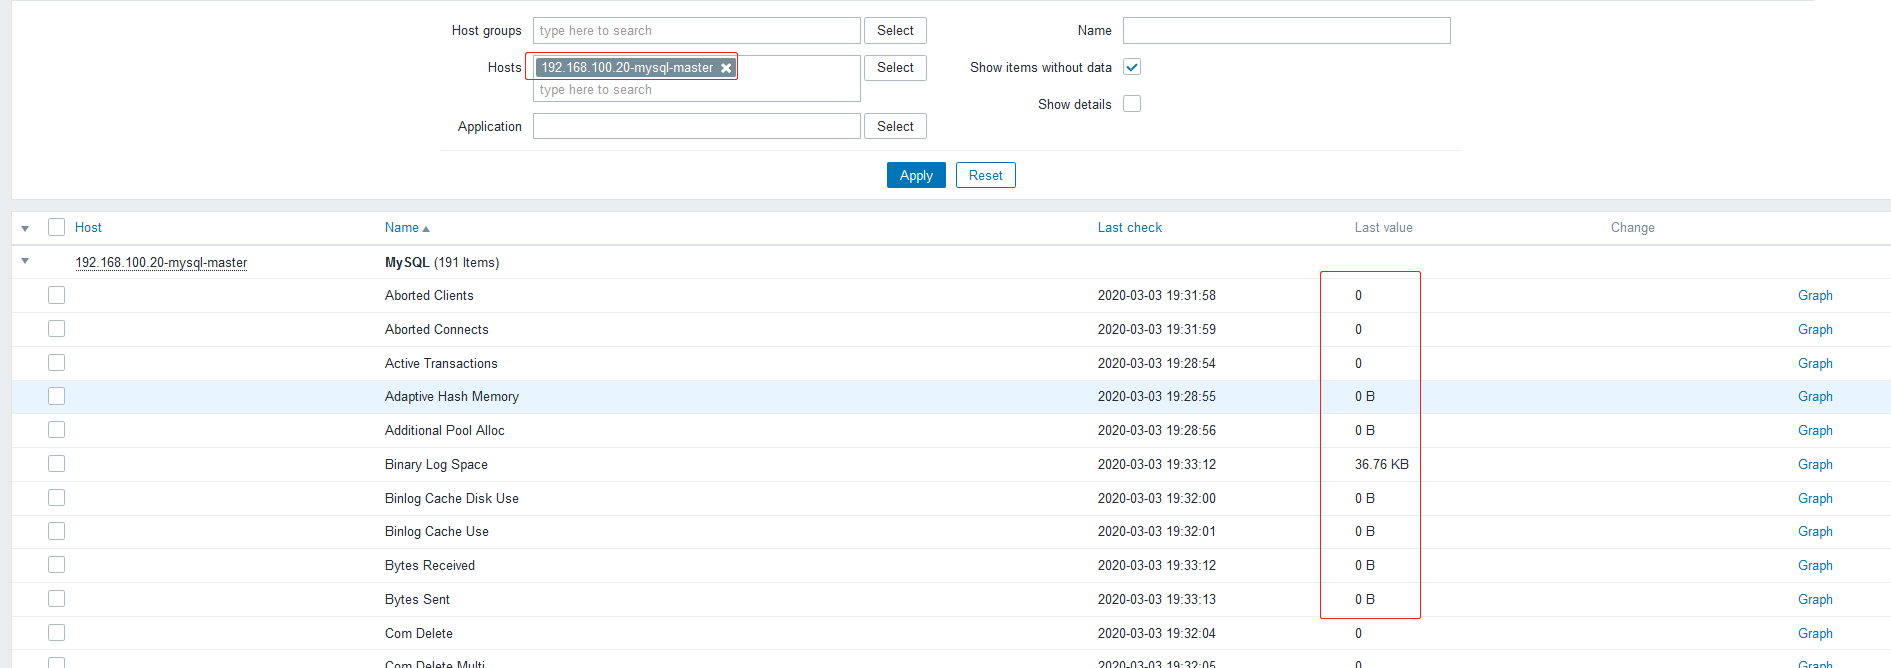 Host groups type here to search Select Name
Hosts 192.168.100.20-mysql-master Select Show items without data
type here to search
Show details
Application Select
Apply Reset
Host Name Last check Last value Change
192.168.100.20-mysql-master MySQL (191 Items)
Aborted Clients 2020-03-03 19:31:58 0 Graph
Aborted Connects 2020-03-03 19:31:59 0 Graph
Active Transactions 2020-03-03 19:28:54 0 Graph
Adaptive Hash Memory 2020-03-03 19:28:55 0 B Graph
Additional Pool Alloc 2020-03-03 19:28:56 0 B Graph
Binary Log Space 2020-03-03 19:33:12 36.76 KB Graph
Binlog Cache Disk Use 2020-03-03 19:32:00 0 B Graph
Binlog Cache Use 2020-03-03 19:32:01 0 B Graph
Bytes Received 2020-03-03 19:33:12 0 B Graph
Bytes Sent 2020-03-03 19:33:13 0 B Graph
Com Delete 2020-03-03 19:32:04 0 Graph
Com Delete Multi 2020-03-03 19:32:05 0 Graph